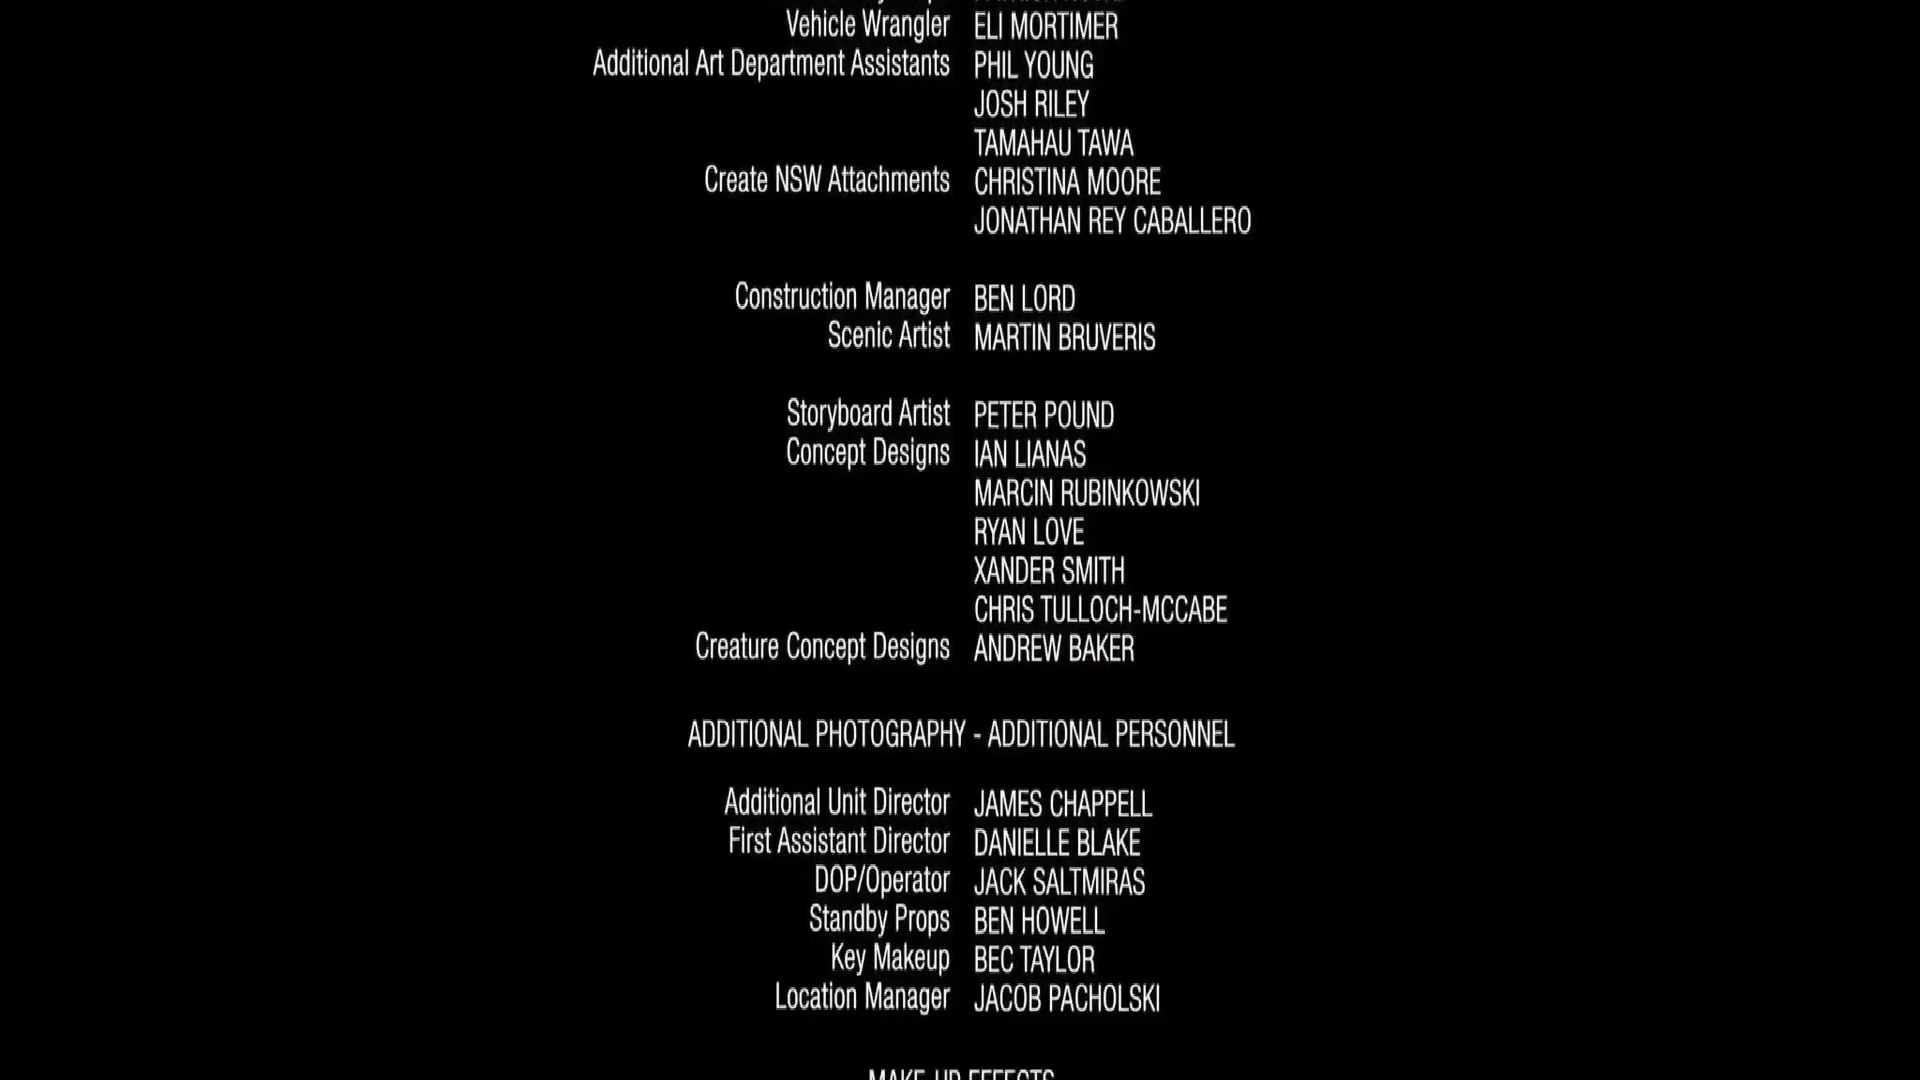 Vehicle Wrangler ELI MORTIMER
Additional Art Department Assistants PHIL YOUNG
JOSH RILEY
TAMAHAU TAWA
Create NSW Attachments CHRISTINA MOORE
JONATHAN REY CABALLERO
Construction Manager BEN LORD
Scenic Artist MARTIN BRUVERIS
Storyboard Artist PETER POUND
Concept Designs IAN LIANAS
MARCIN RUBINKOWSKI
RYAN LOVE
XANDER SMITH
CHRIS TULLOCH-MCCABE
Creature Concept Designs ANDREW BAKER
ADDITIONAL PHOTOGRAPHY - ADDITIONAL PERSONNEL
Additional Unit Director JAMES CHAPPELL
First Assistant Director DANIELLE BLAKE
DOP/Operator JACK SALTMIRAS
Standby Props BEN HOWELL
Key Makeup BEC TAYLOR
Location Manager JACOB PACHOLSKI
MAKE-UP EFFECTS